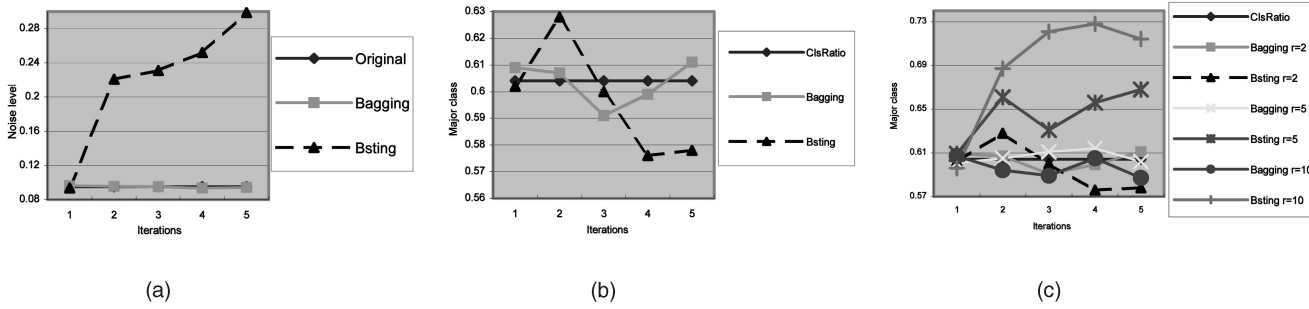 0.28
0.24
0.2
0.16
0.12
0.08
Noise level
1 2 3 4 5
Iterations
Original
Bagging
Bsting
(a)
0.63
0.62
0.61
0.6
0.59
0.58
0.57
0.56
Major class
1 2 3 4 5
Iterations
ClsRatio
Bagging
Bsting
(b)
0.73
0.69
0.65
0.61
0.57
Major class
1 2 3 4 5
Iterations
ClsRatio
Bagging r=2
Bsting r=2
Bagging r=5
Bsting r=5
Bagging r=10
Bsting r=10
(c)